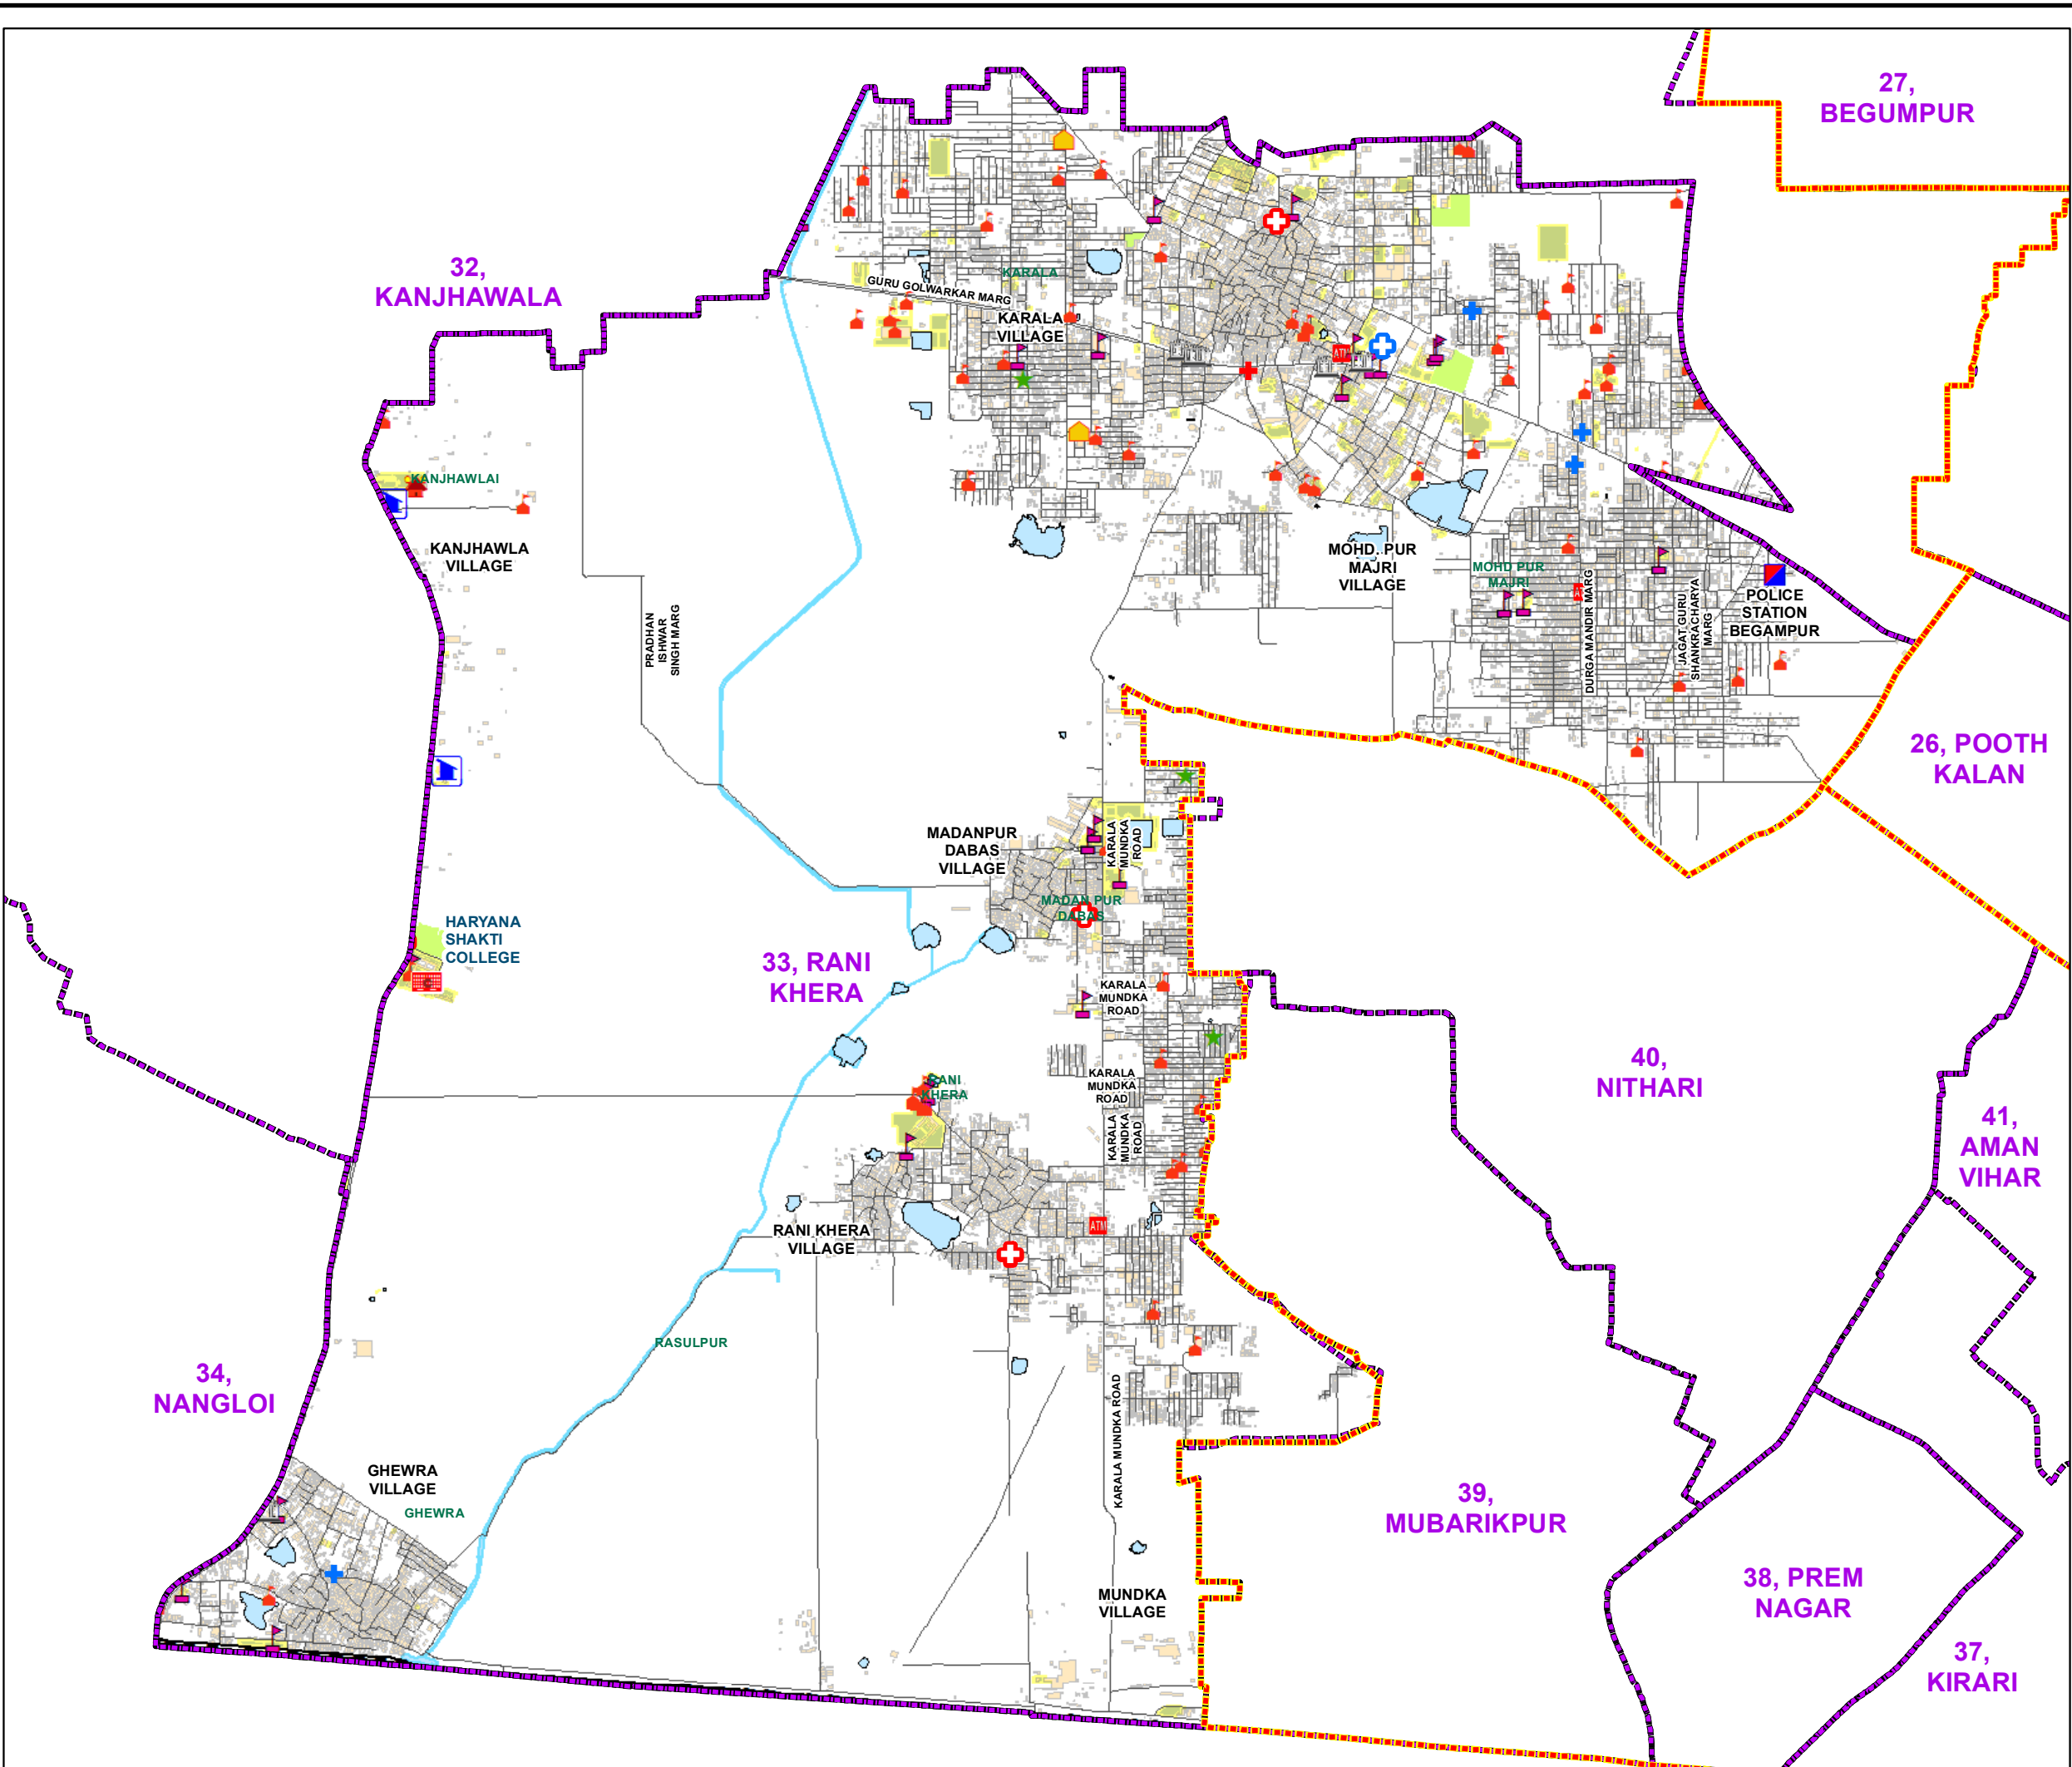 27,
BEGUMPUR
32,
KANJHAWALA
KARALA
GURU GOLWARKAR MARG
KARALA
VILLAGE
ATM
KANJHAWLAI
KANJHAWLA
VILLAGE
MOHD. PUR
MAJRI
VILLAGE
MOHD PUR
MAJRI
DURGA MANDIR MARG
JAGAT GURU
SHANKRACHARYA
MARG
POLICE
STATION
BEGAMPUR
PRADHAN
ISHWAR
SINGH MARG
26, POOTH
KALAN
MADANPUR
DABAS
VILLAGE
KARALA
MUNDKA
ROAD
MADAN PUR
DABAS
HARYANA
SHAKTI
COLLEGE
33, RANI
KHERA
KARALA
MUNDKA
ROAD
40,
NITHARI
KARALA
MUNDKA
ROAD
RANI
KHERA
KARALA
MUNDKA
ROAD
41,
AMAN
VIHAR
RANI KHERA
VILLAGE
ATM
RASULPUR
34,
NANGLOI
KARALA MUNDKA ROAD
GHEWRA
VILLAGE
GHEWRA
39,
MUBARIKPUR
MUNDKA
VILLAGE
38, PREM
NAGAR
37,
KIRARI